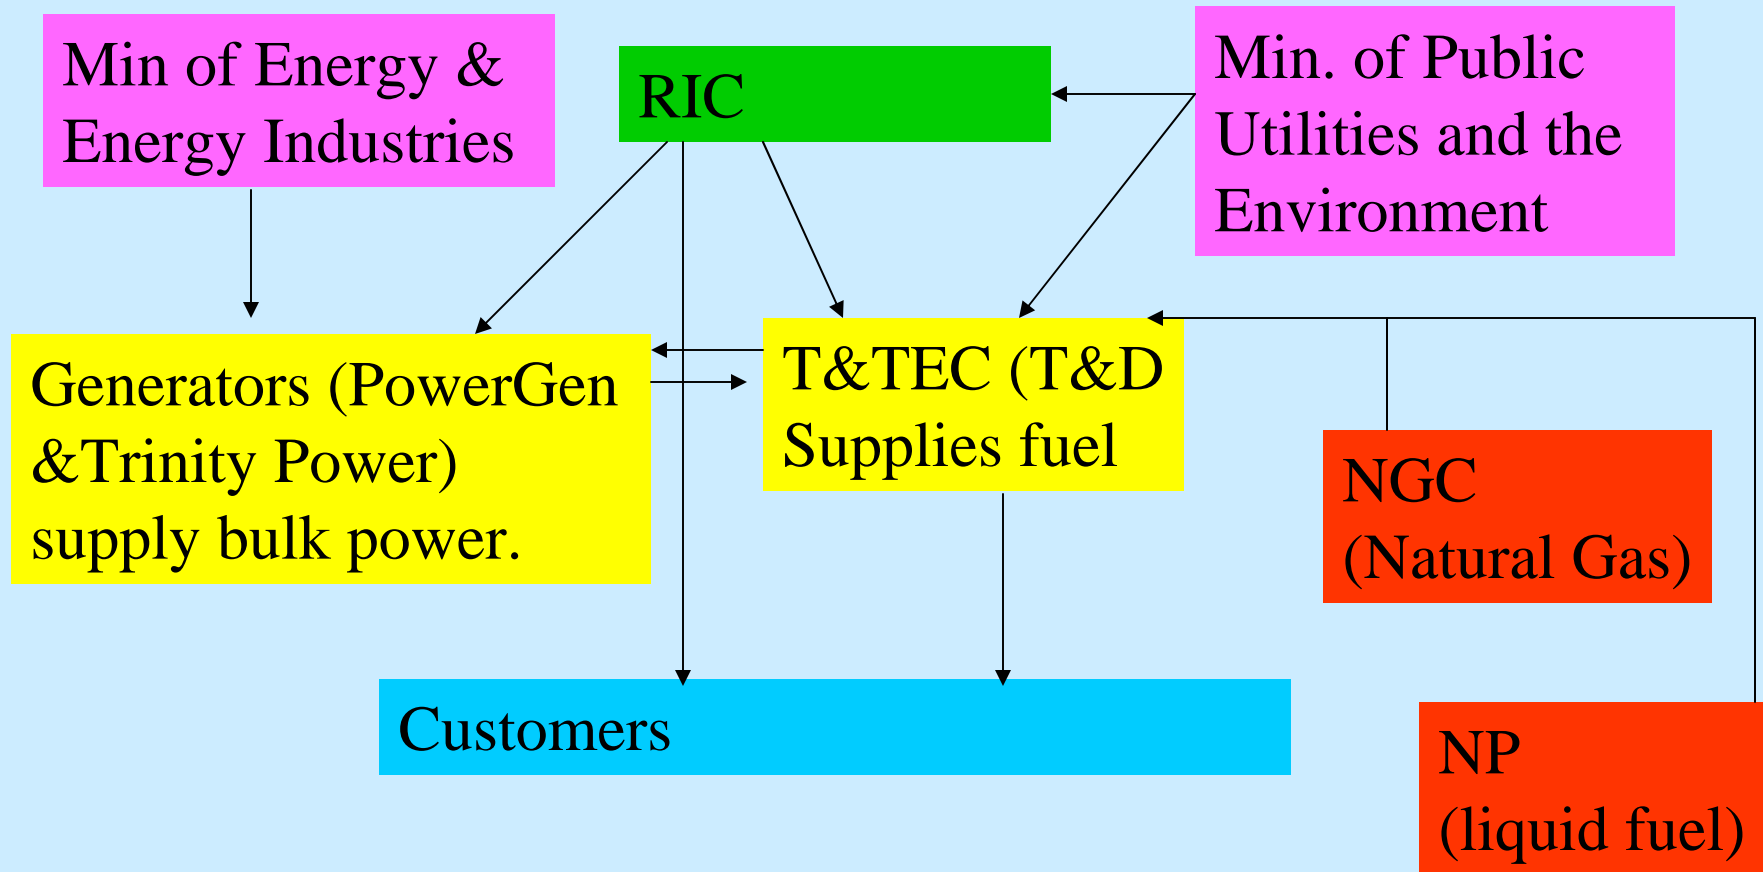 Min of Energy &
Energy Industries
RIC
Min. of Public
Utilities and the
Environment
Generators (PowerGen
&Trinity Power)
supply bulk power.
T&TEC (T&D
Supplies fuel
NGC
(Natural Gas)
Customers
NP
(liquid fuel)